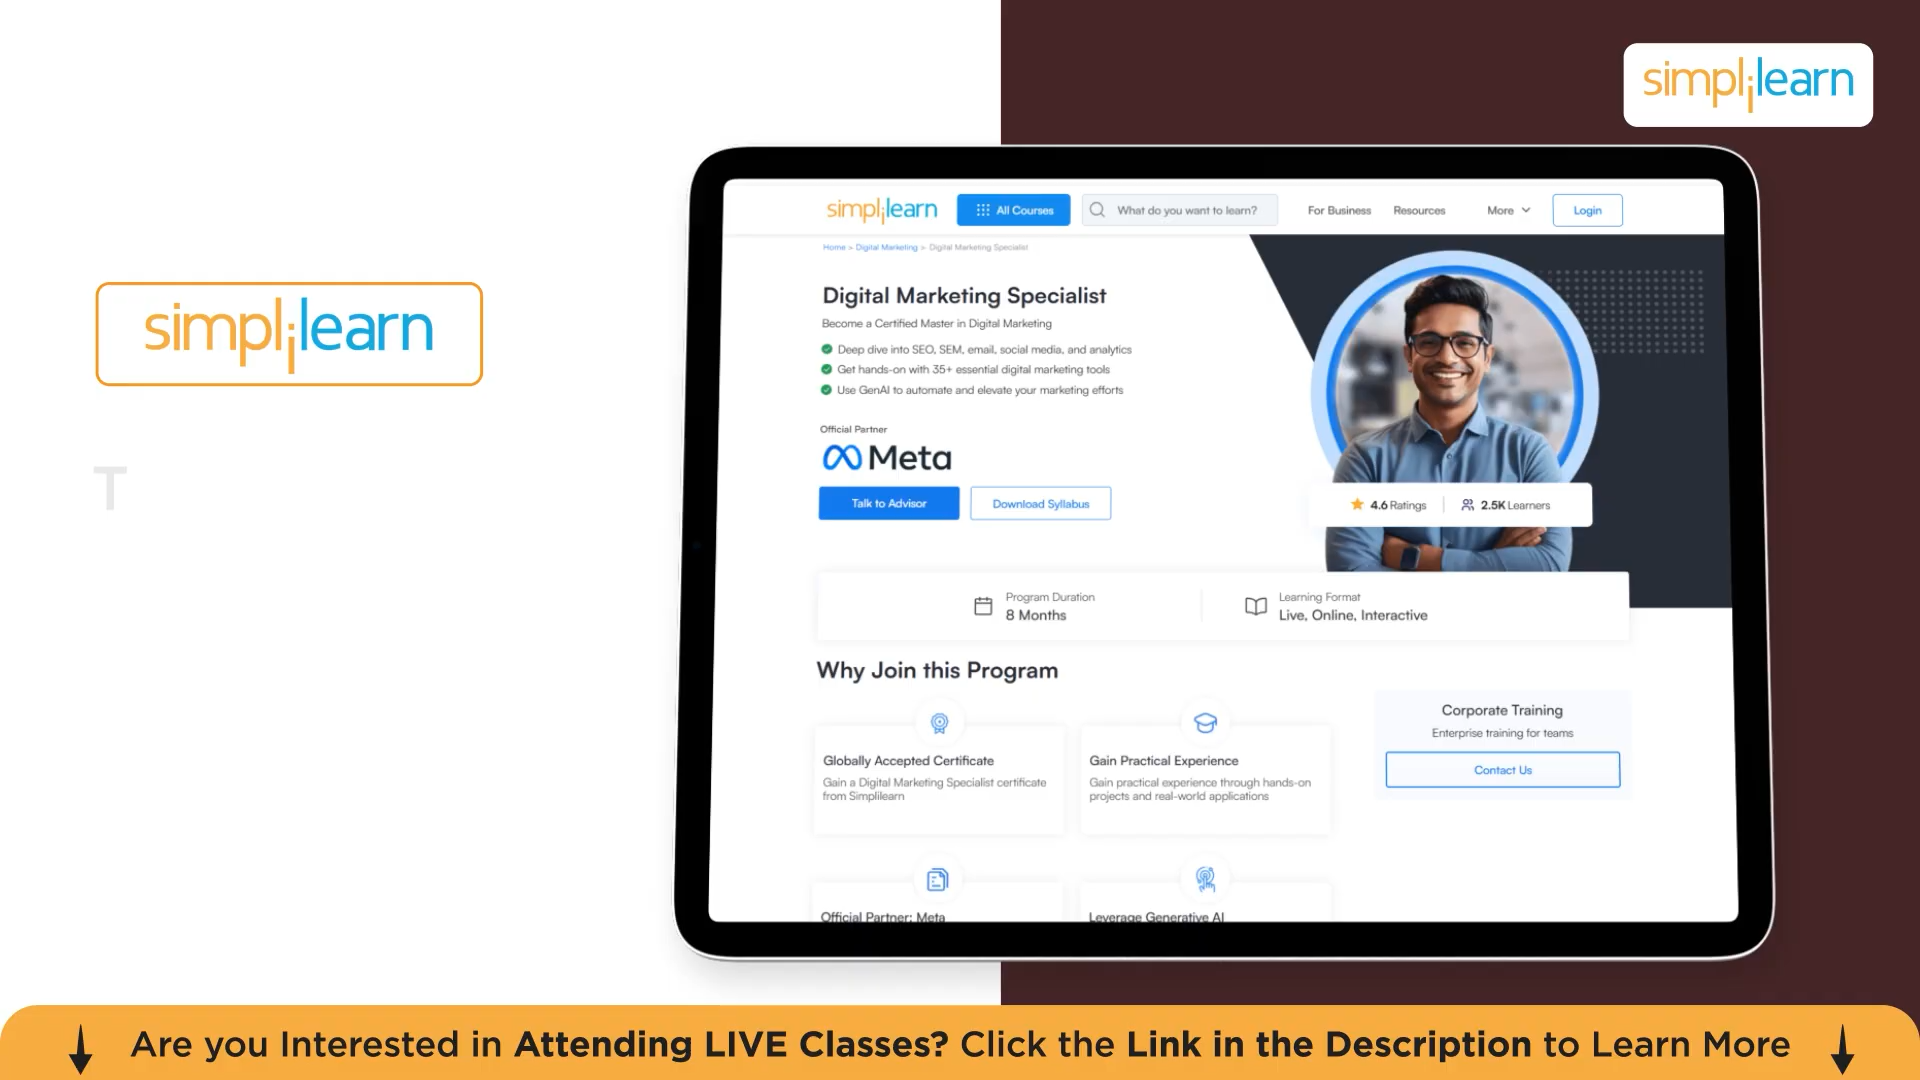 simplilearn
simplilearn
T
simplilearn
All Courses
What do you want to learn?
For Business
Resources
More
Login
Home > Digital Marketing > Digital Marketing Specialist
Digital Marketing Specialist
Become a Certified Master in Digital Marketing
Deep dive into SEO, SEM, email, social media, and analytics
Get hands-on with 35+ essential digital marketing tools
Use GenAI to automate and elevate your marketing efforts
Official Partner
Meta
Talk to Advisor
Download Syllabus
4.6 Ratings
2.5K Learners
Program Duration
8 Months
Learning Format
Live, Online, Interactive
Why Join this Program
Globally Accepted Certificate
Gain a Digital Marketing Specialist certificate
from Simplilearn
Gain Practical Experience
Gain practical experience through hands-on
projects and real-world applications
Corporate Training
Enterprise training for teams
Contact Us
Official Partner: Meta
Leverage Generative AI
Are you Interested in Attending LIVE Classes? Click the Link in the Description to Learn More